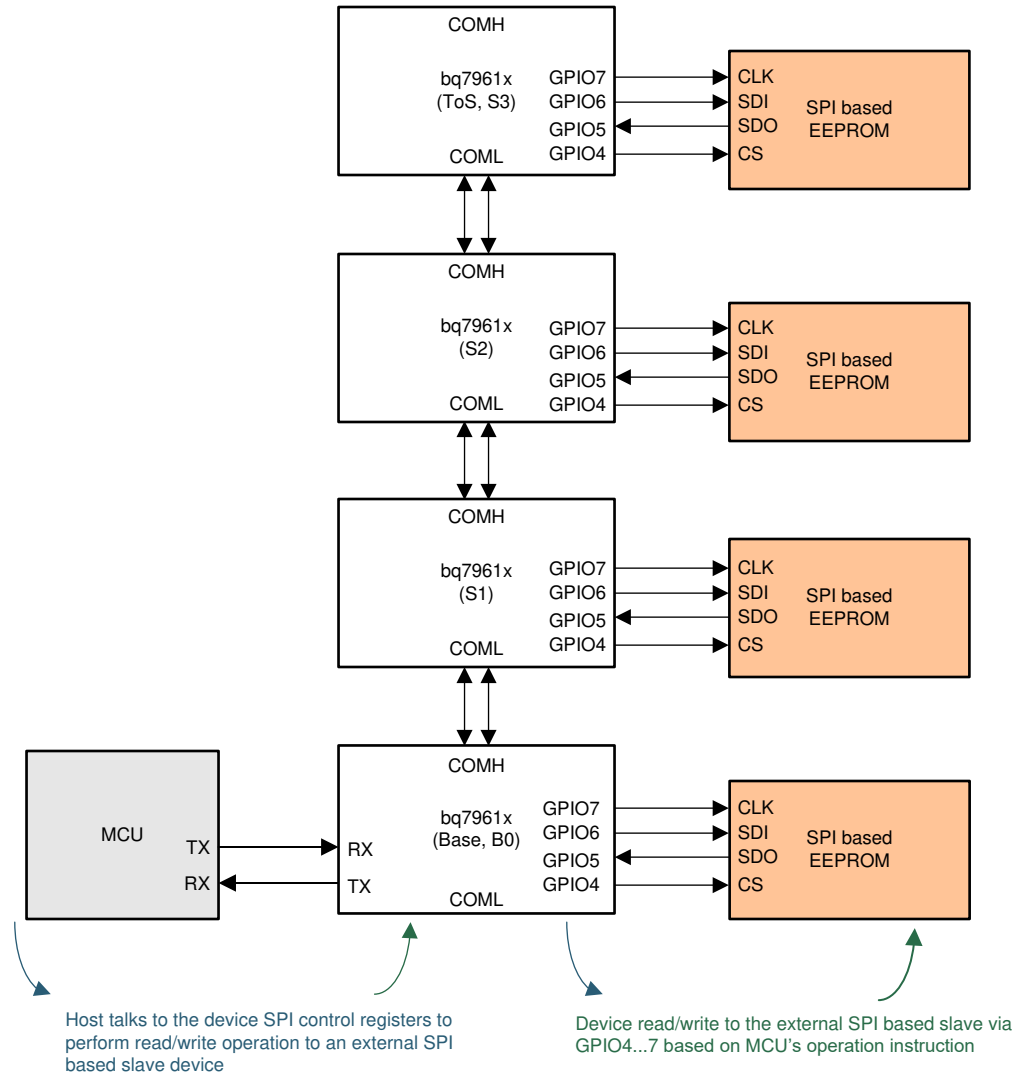 COMH
bq7961x
(ToS, S3)
COML
GPIO7
GPIO6
GPIO5
GPIO4
CLK
SDI
SDO
CS
SPI based
EEPROM
COMH
bq7961x
(S2)
COML
GPIO7
GPIO6
GPIO5
GPIO4
CLK
SDI
SDO
CS
SPI based
EEPROM
COMH
bq7961x
(S1)
COML
GPIO7
GPIO6
GPIO5
GPIO4
CLK
SDI
SDO
CS
SPI based
EEPROM
MCU
TX
RX
RX
TX
COMH
bq7961x
(Base, B0)
COML
GPIO7
GPIO6
GPIO5
GPIO4
CLK
SDI
SDO
CS
SPI based
EEPROM
Host talks to the device SPI control registers to
perform read/write operation to an external SPI
based slave device
Device read/write to the external SPI based slave via
GPIO4...7 based on MCU's operation instruction